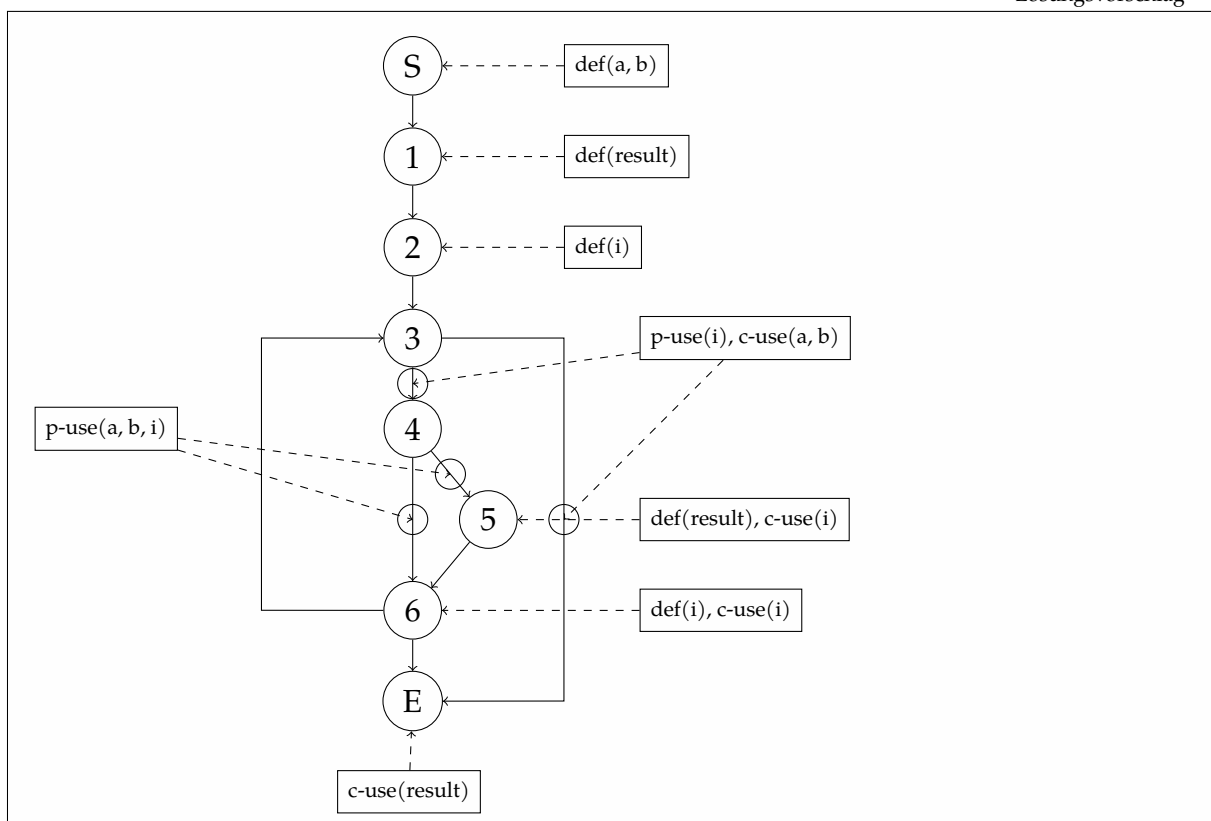 S
def(a, b)
1
def(result)
2
def(i)
3
p-use(i), c-use(a, b)
p-use(a, b, i)
4
5
def(result), c-use(i)
6
def(i), c-use(i)
E
c-use(result)